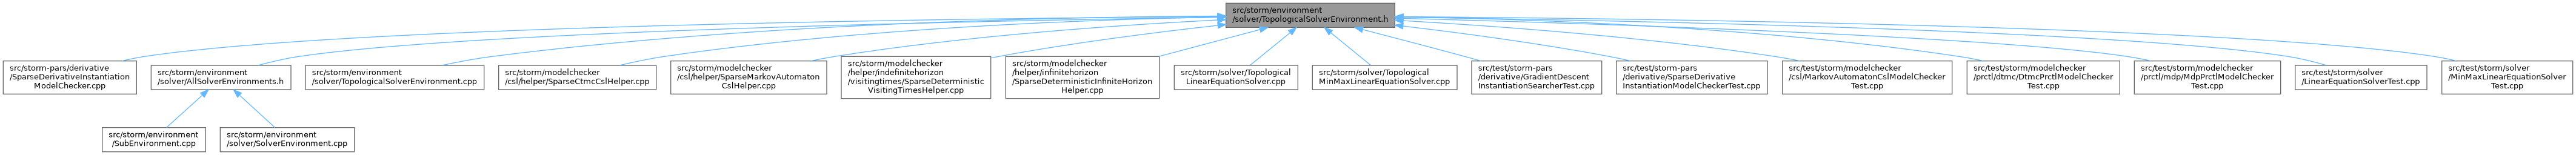 src/storm/environment
/solver/TopologicalSolverEnvironment.h
src/storm-pars/derivative
/SparseDerivativeInstantiation
ModelChecker.cpp
src/storm/environment
/solver/AllSolverEnvironments.h
src/storm/environment
/solver/TopologicalSolverEnvironment.cpp
src/storm/modelchecker
/csl/helper/SparseCtmcCslHelper.cpp
src/storm/modelchecker
/csl/helper/SparseMarkovAutomaton
CslHelper.cpp
src/storm/modelchecker
/helper/indefinitehorizon
/visitingtimes/SparseDeterministic
VisitingTimesHelper.cpp
src/storm/modelchecker
/helper/infinitehorizon
/SparseDeterministicInfiniteHorizon
Helper.cpp
src/storm/solver/Topological
LinearEquationSolver.cpp
src/storm/solver/Topological
MinMaxLinearEquationSolver.cpp
src/test/storm-pars
/derivative/GradientDescent
InstantiationSearcherTest.cpp
src/test/storm-pars
/derivative/SparseDerivative
InstantiationModelCheckerTest.cpp
src/test/storm/modelchecker
/csl/MarkovAutomatonCslModelChecker
Test.cpp
src/test/storm/modelchecker
/prctl/dtmc/DtmcPrctlModelChecker
Test.cpp
src/test/storm/modelchecker
/prctl/mdp/MdpPrctlModelChecker
Test.cpp
src/test/storm/solver
/LinearEquationSolverTest.cpp
src/test/storm/solver
/MinMaxLinearEquationSolver
Test.cpp
src/storm/environment
/SubEnvironment.cpp
src/storm/environment
/solver/SolverEnvironment.cpp